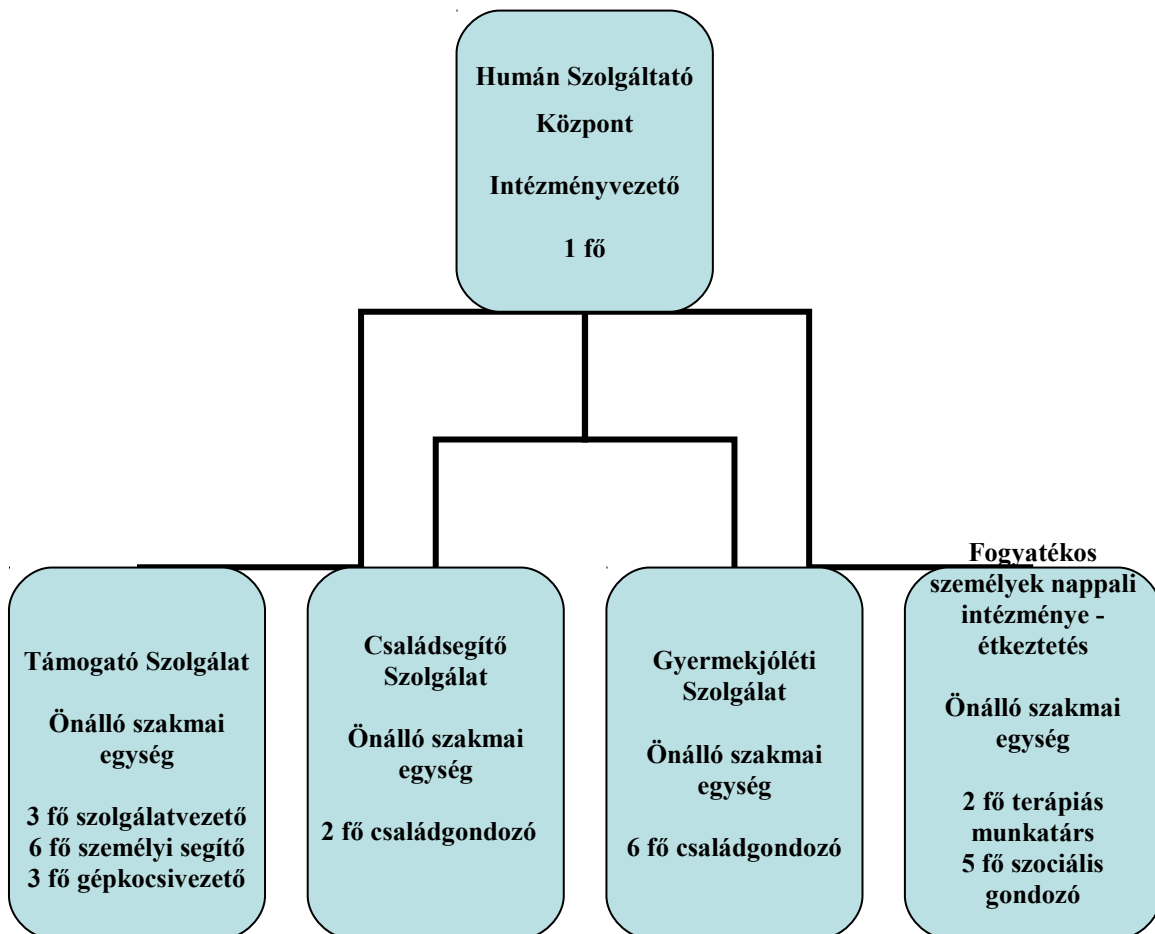 Humán Szolgáltató
Központ
Intézményvezető
1 fő
Támogató Szolgálat
Önálló szakmai
egység
3 fő szolgálatvezető
6 fő személyi segítő
3 fő gépkocsivezető
Családsegítő
Szolgálat
Önálló szakmai
egység
2 fő családgondozó
Gyermekjóléti
Szolgálat
Önálló szakmai
egység
6 fő családgondozó
Fogyatékos
személyek nappali
intézménye -
étkeztetés
Önálló szakmai
egység
2 fő terápiás
munkatárs
5 fő szociális
gondozó